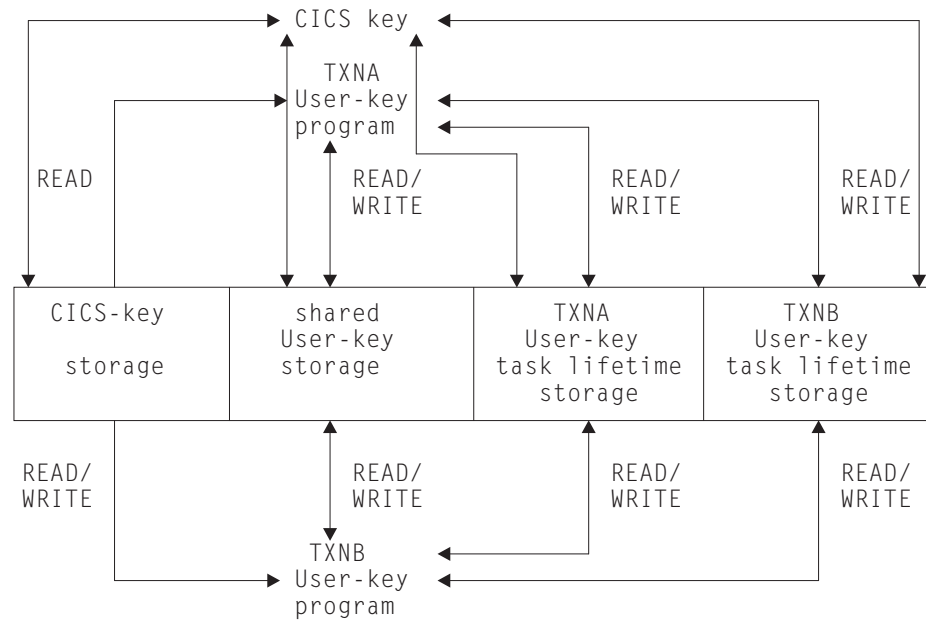 CICS key
TXNA
User-key
program
READ
READ/
WRITE
READ/
WRITE
READ/
WRITE
CICS-key
storage
shared
User-key
storage
TXNA
User-key
task lifetime
storage
TXNB
User-key
task lifetime
storage
READ/
WRITE
READ/
WRITE
READ/
WRITE
READ/
WRITE
TXNB
User-key
program